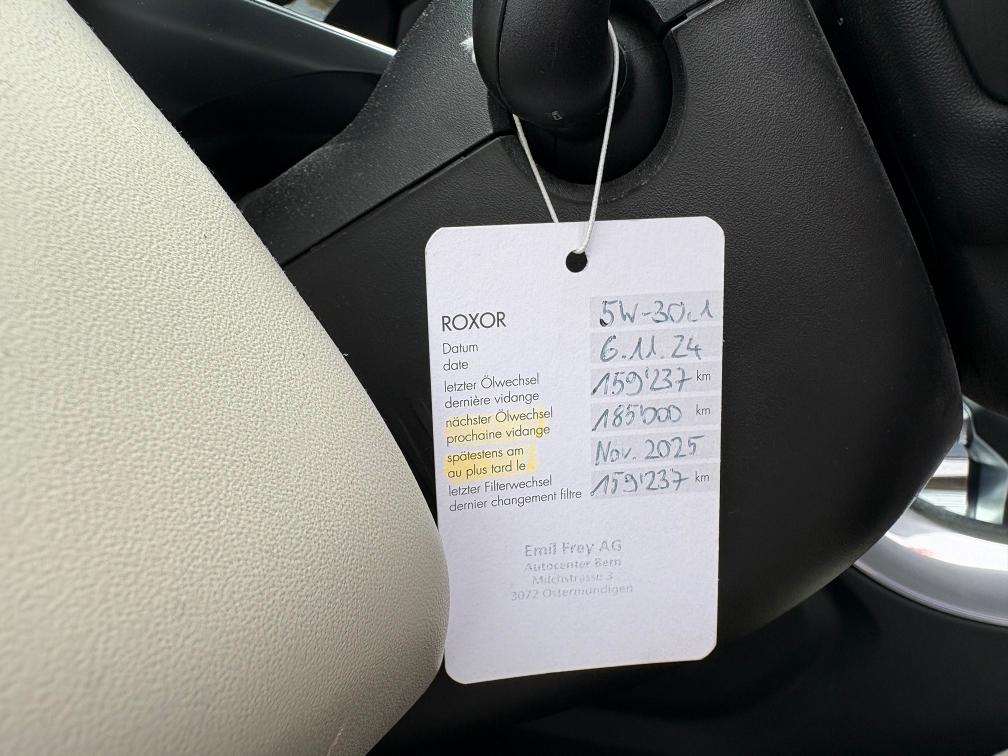 ROXOR 5W-30.1
Datum
date 6.11.24
letzter Ölwechsel
dernière vidange 159'237 km
nächster Ölwechsel
prochaine vidange 185'000 km
spätestens am
au plus tard le Nov. 2025
letzter Filterwechsel
dernier changement filtre 159'237 km
Emil Frey AG
Autocenter Bern
Milchstrasse 3
3072 Ostermundigen